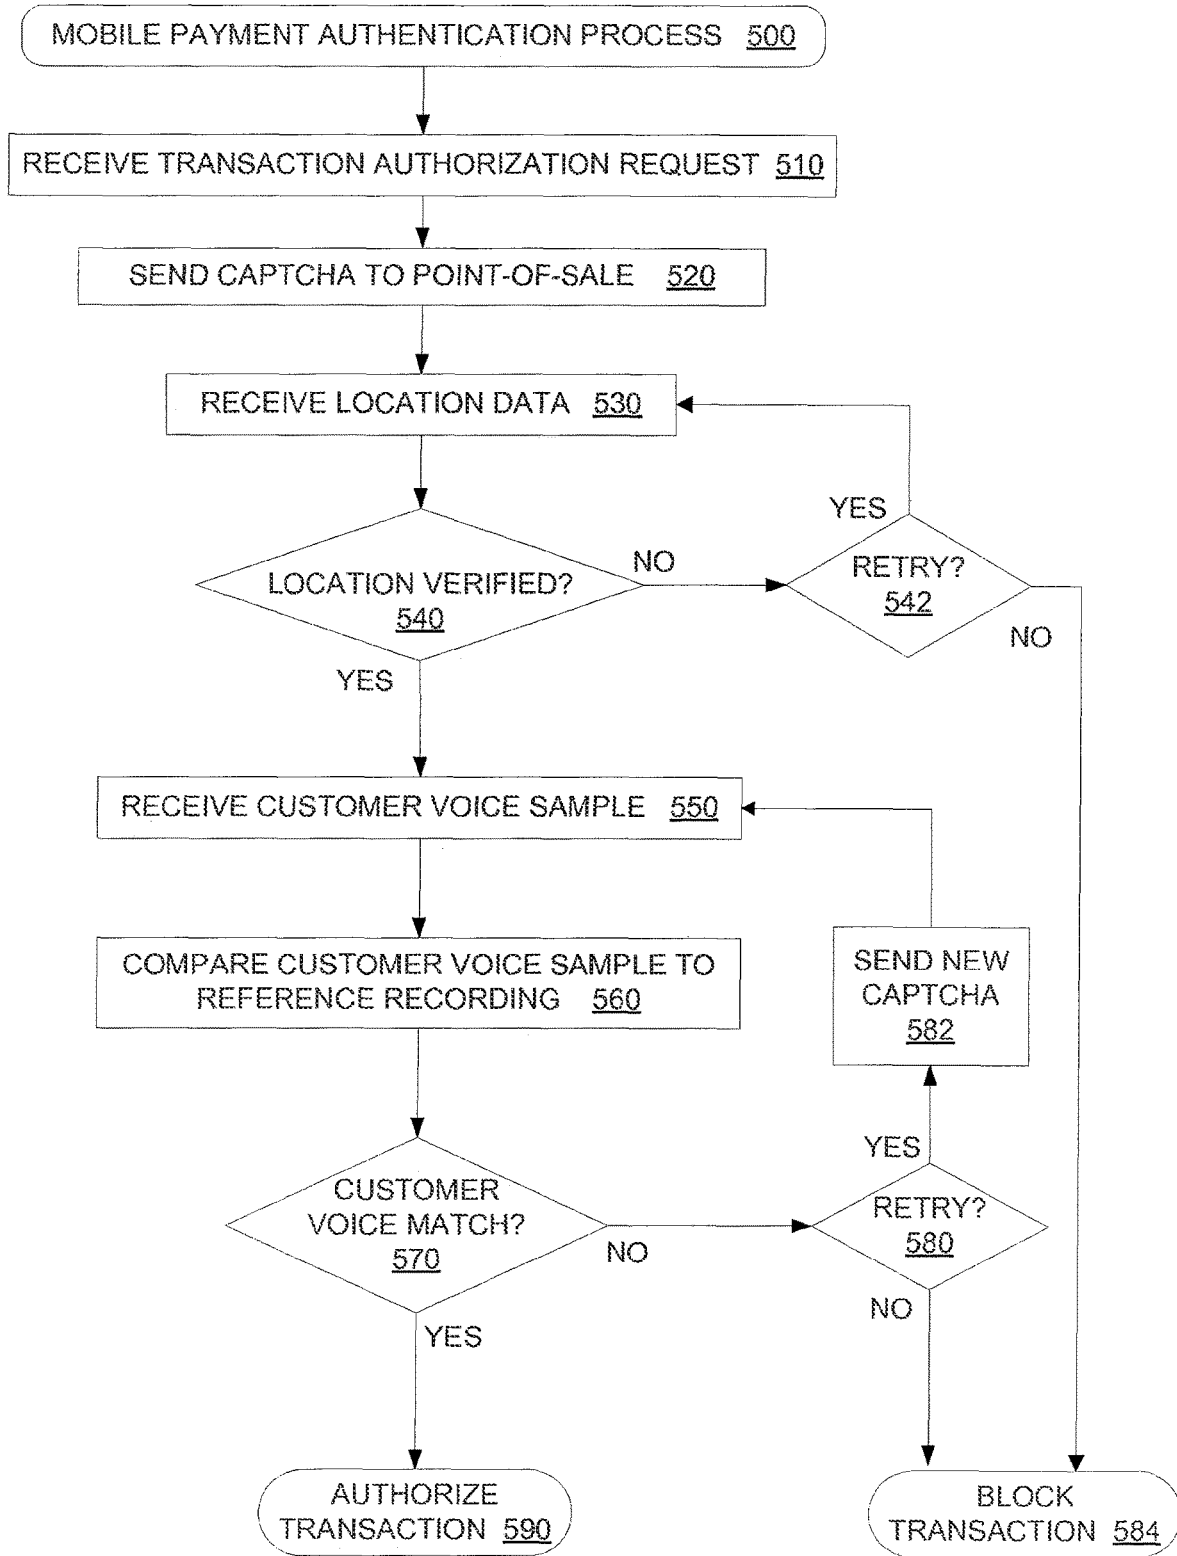 MOBILE PAYMENT AUTHENTICATION PROCESS 500
RECEIVE TRANSACTION AUTHORIZATION REQUEST 510
SEND CAPTCHA TO POINT-OF-SALE 520
RECEIVE LOCATION DATA 530
YES
RETRY?
542
NO
LOCATION VERIFIED?
540
NO
YES
RECEIVE CUSTOMER VOICE SAMPLE 550
COMPARE CUSTOMER VOICE SAMPLE TO
REFERENCE RECORDING 560
SEND NEW
CAPTCHA
582
YES
CUSTOMER
VOICE MATCH?
570
NO
RETRY?
580
NO
YES
AUTHORIZE
TRANSACTION 590
BLOCK
TRANSACTION 584